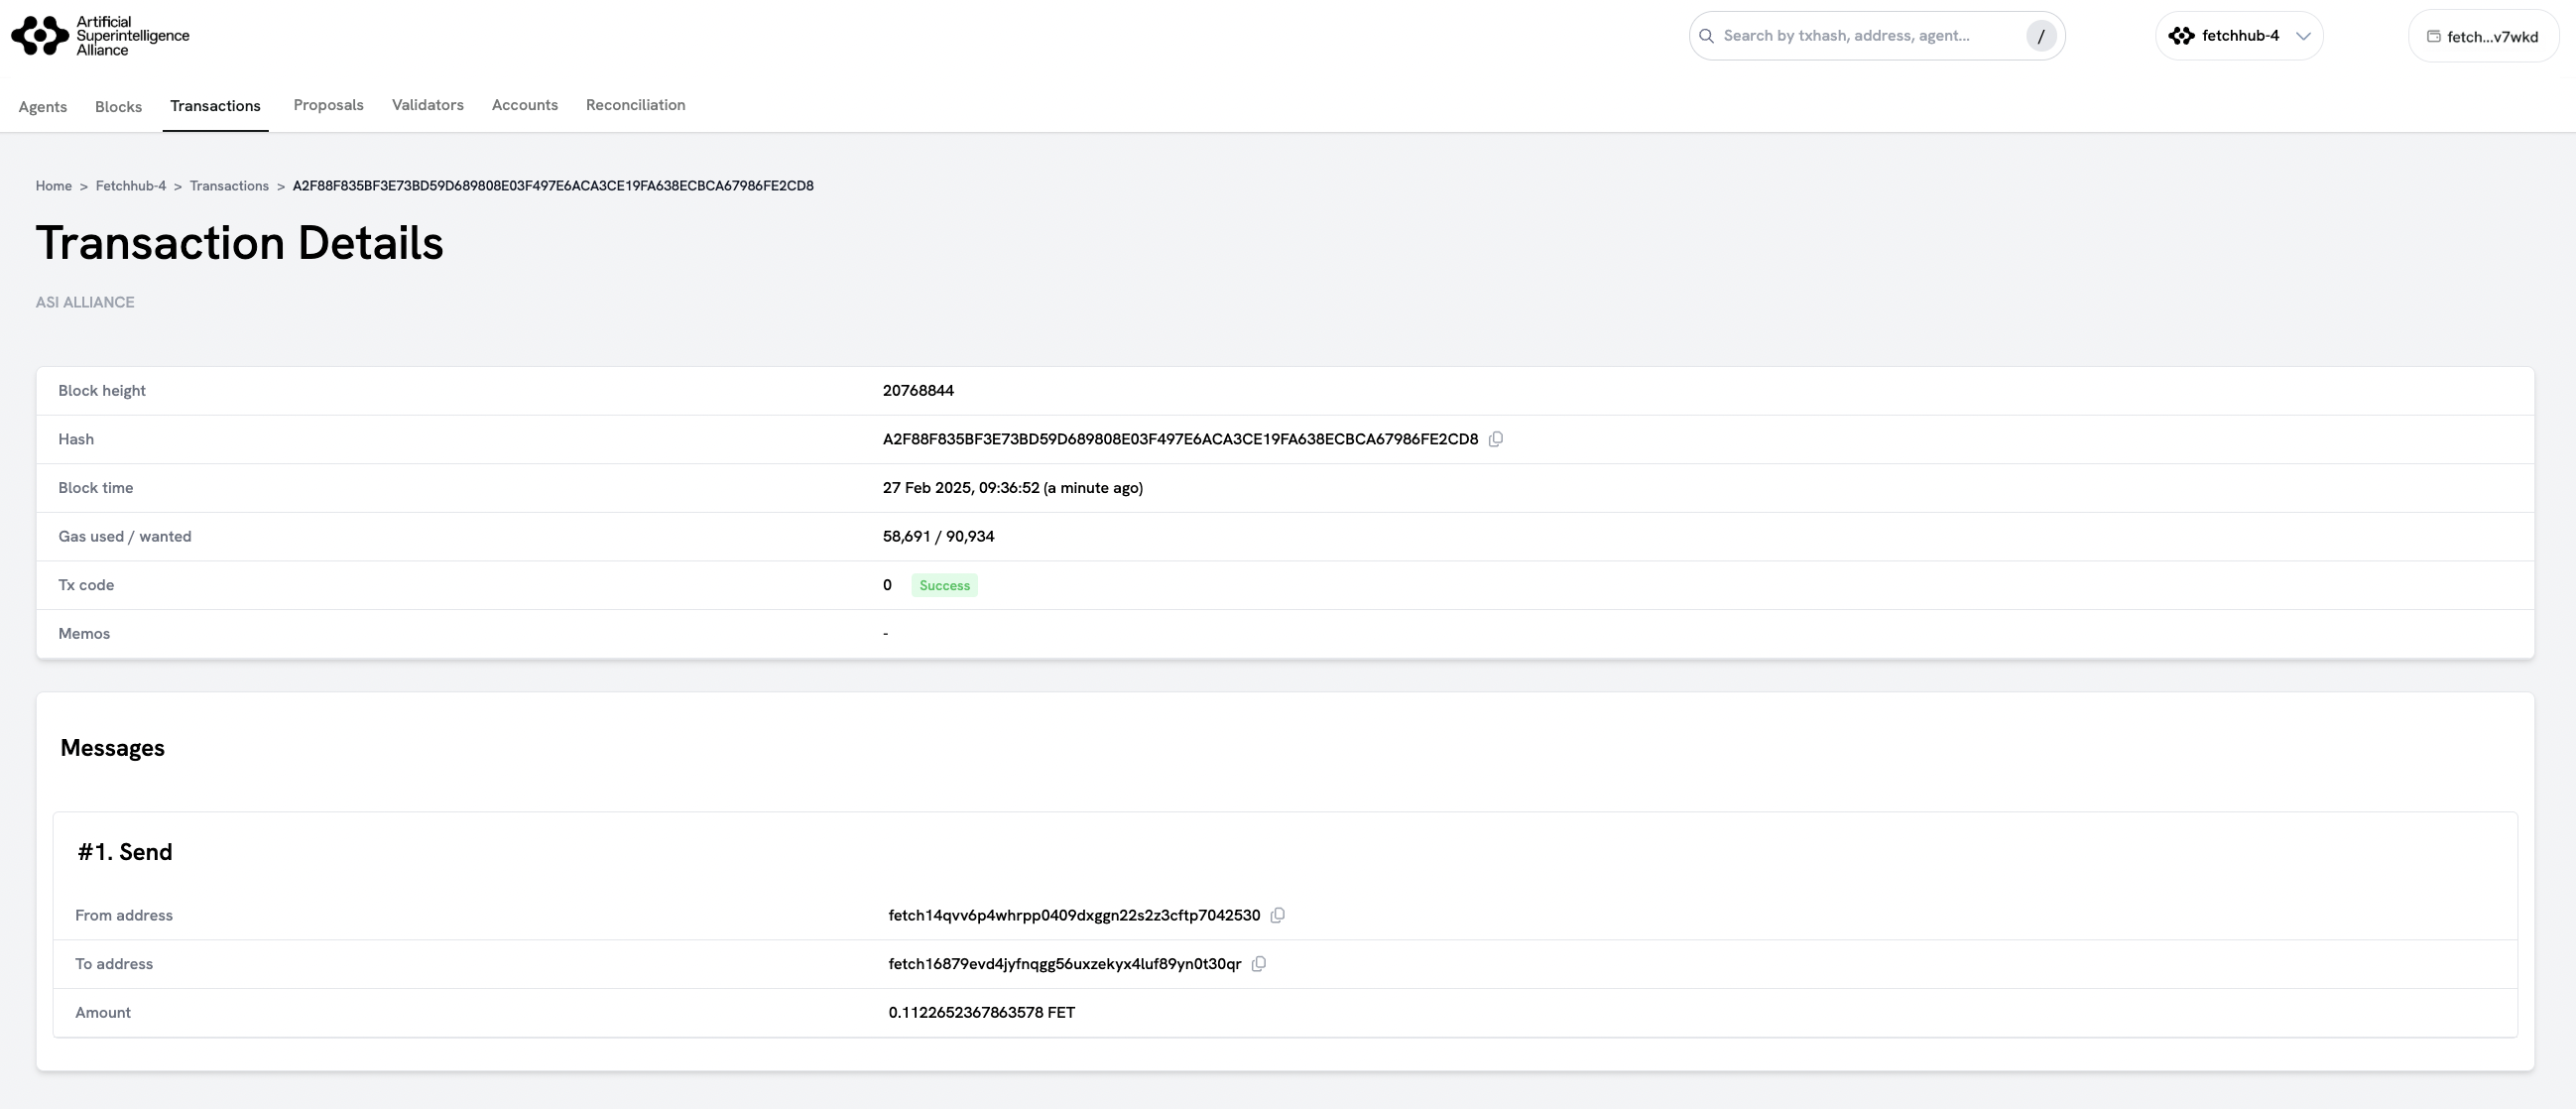 Artificial
Superintelligence
Alliance
Search by txhash, address, agent... /
fetchhub-4
fetch...v7wkd
Agents Blocks Transactions Proposals Validators Accounts Reconciliation
Home > Fetchhub-4 > Transactions > A2F88F835BF3E73BD59D689808E03F497E6ACA3CE19FA638ECBCA67986FE2CD8
Transaction Details
ASI ALLIANCE
Block height 20768844
Hash A2F88F835BF3E73BD59D689808E03F497E6ACA3CE19FA638ECBCA67986FE2CD8
Block time 27 Feb 2025, 09:36:52 (a minute ago)
Gas used / wanted 58,691 / 90,934
Tx code 0 Success
Memos -
Messages
#1. Send
From address fetch14qvv6p4whrpp0409dxggn22s2z3cftp7042530
To address fetch16879evd4jyfnqgg56uxzekyx4luf89yn0t30qr
Amount 0.1122652367863578 FET